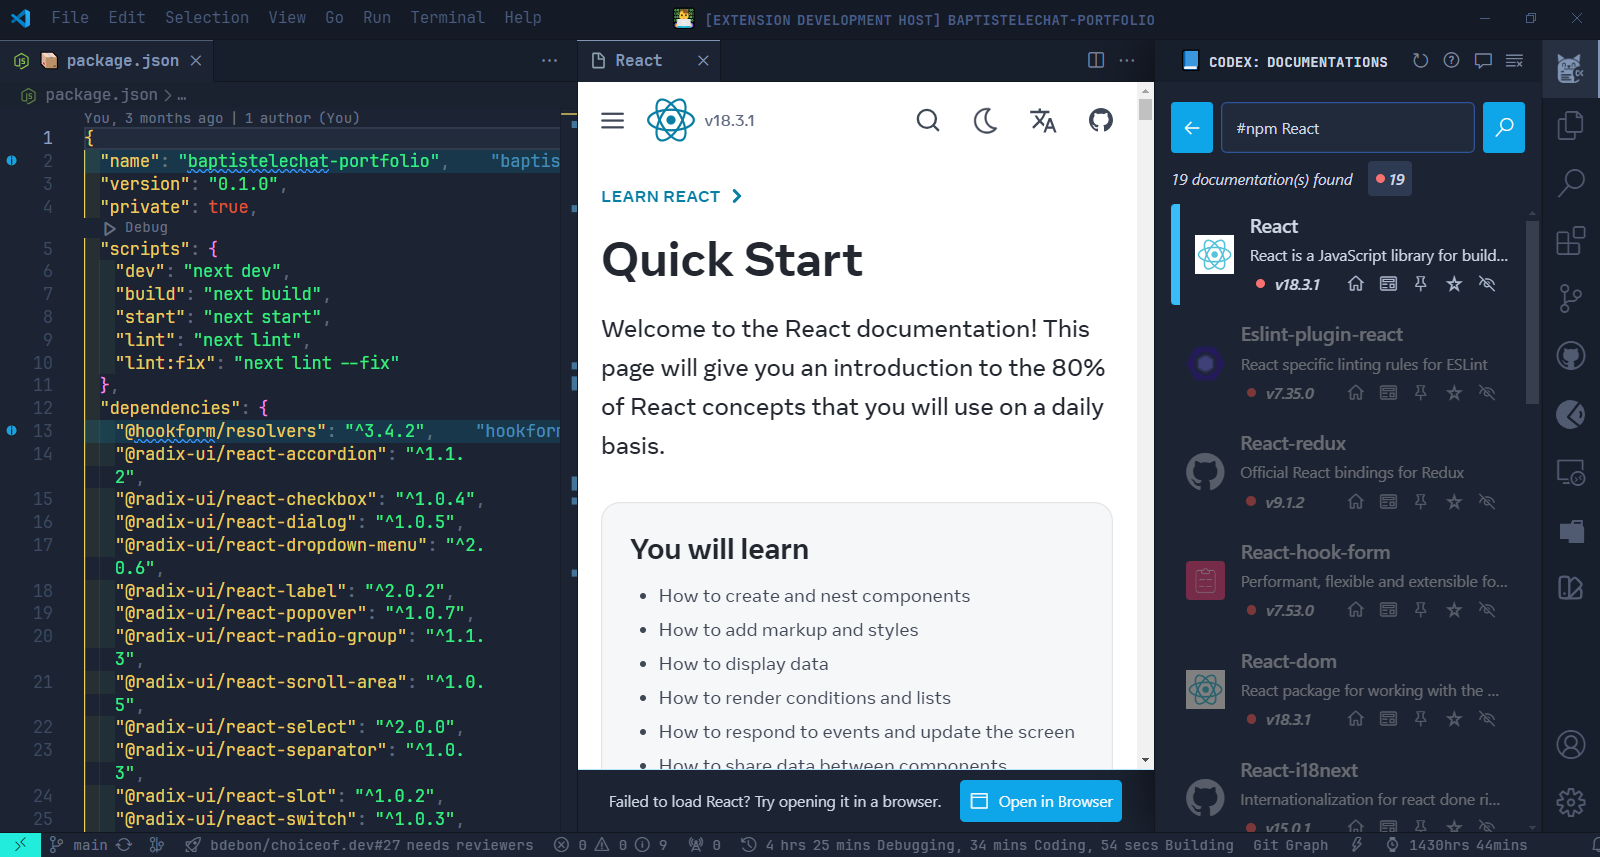 File Edit Selection View Go Run Terminal Help
[EXTENSION DEVELOPMENT HOST] BAPTISTELECHAT-PORTFOLIO
package.json
package.json > …
You, 3 months ago | 1 author (You)
1 {
2 "name": "baptistelechat-portfolio", "baptis
3 "version": "0.1.0",
4 "private": true,
Debug
5 "scripts": {
6 "dev": "next dev",
7 "build": "next build",
8 "start": "next start",
9 "lint": "next lint",
10 "lint:fix": "next lint --fix"
11 },
12 "dependencies": {
13 "@hookform/resolvers": "^3.4.2", "hookforr
14 "@radix-ui/react-accordion": "^1.1.
2",
15 "@radix-ui/react-checkbox": "^1.0.4",
16 "@radix-ui/react-dialog": "^1.0.5",
17 "@radix-ui/react-dropdown-menu": "^2.
0.6",
18 "@radix-ui/react-label": "^2.0.2",
19 "@radix-ui/react-popover": "^1.0.7",
20 "@radix-ui/react-radio-group": "^1.1.
3",
21 "@radix-ui/react-scroll-area": "^1.0.
5",
22 "@radix-ui/react-select": "^2.0.0",
23 "@radix-ui/react-separator": "^1.0.
3",
24 "@radix-ui/react-slot": "^1.0.2",
25 "@radix-ui/react-switch": "^1.0.3",
React
v18.3.1
LEARN REACT
Quick Start
Welcome to the React documentation! This
page will give you an introduction to the 80%
of React concepts that you will use on a daily
basis.
You will learn
• How to create and nest components
• How to add markup and styles
• How to display data
• How to render conditions and lists
• How to respond to events and update the screen
• How to share data between components
Failed to load React? Try opening it in a browser.
Open in Browser
CODEX: DOCUMENTATIONS
#npm React
19 documentation(s) found
19
React
React is a JavaScript library for build...
v18.3.1
Eslint-plugin-react
React specific linting rules for ESLint
v7.35.0
React-redux
Official React bindings for Redux
v9.1.2
React-hook-form
Performant, flexible and extensible fo...
v7.53.0
React-dom
React package for working with the ...
v18.3.1
React-i18next
Internationalization for react done ri...
v15.0.1
main
bdebon/choiceof.dev#27 needs reviewers
0 0 9
0
4 hrs 25 mins Debugging, 34 mins Coding, 54 secs Building
Git Graph
1430hrs 44mins